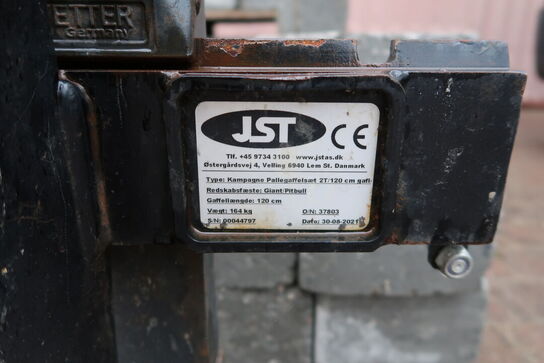 ETTER
Germany
JST CE
Tlf. +45 9734 3100 www.jstas.dk
Østergårdsvej 4, Velling 6940 Lem St. Danmark
Type: Kampagne Pallegaffelsæt 2T/120 cm gafl
Redskabsfæste: Giant/Pitbull
Gaffellængde: 120 cm
Vægt: 164 kg O/N: 37803
S/N: 00044797 Dato: 30-08-2021